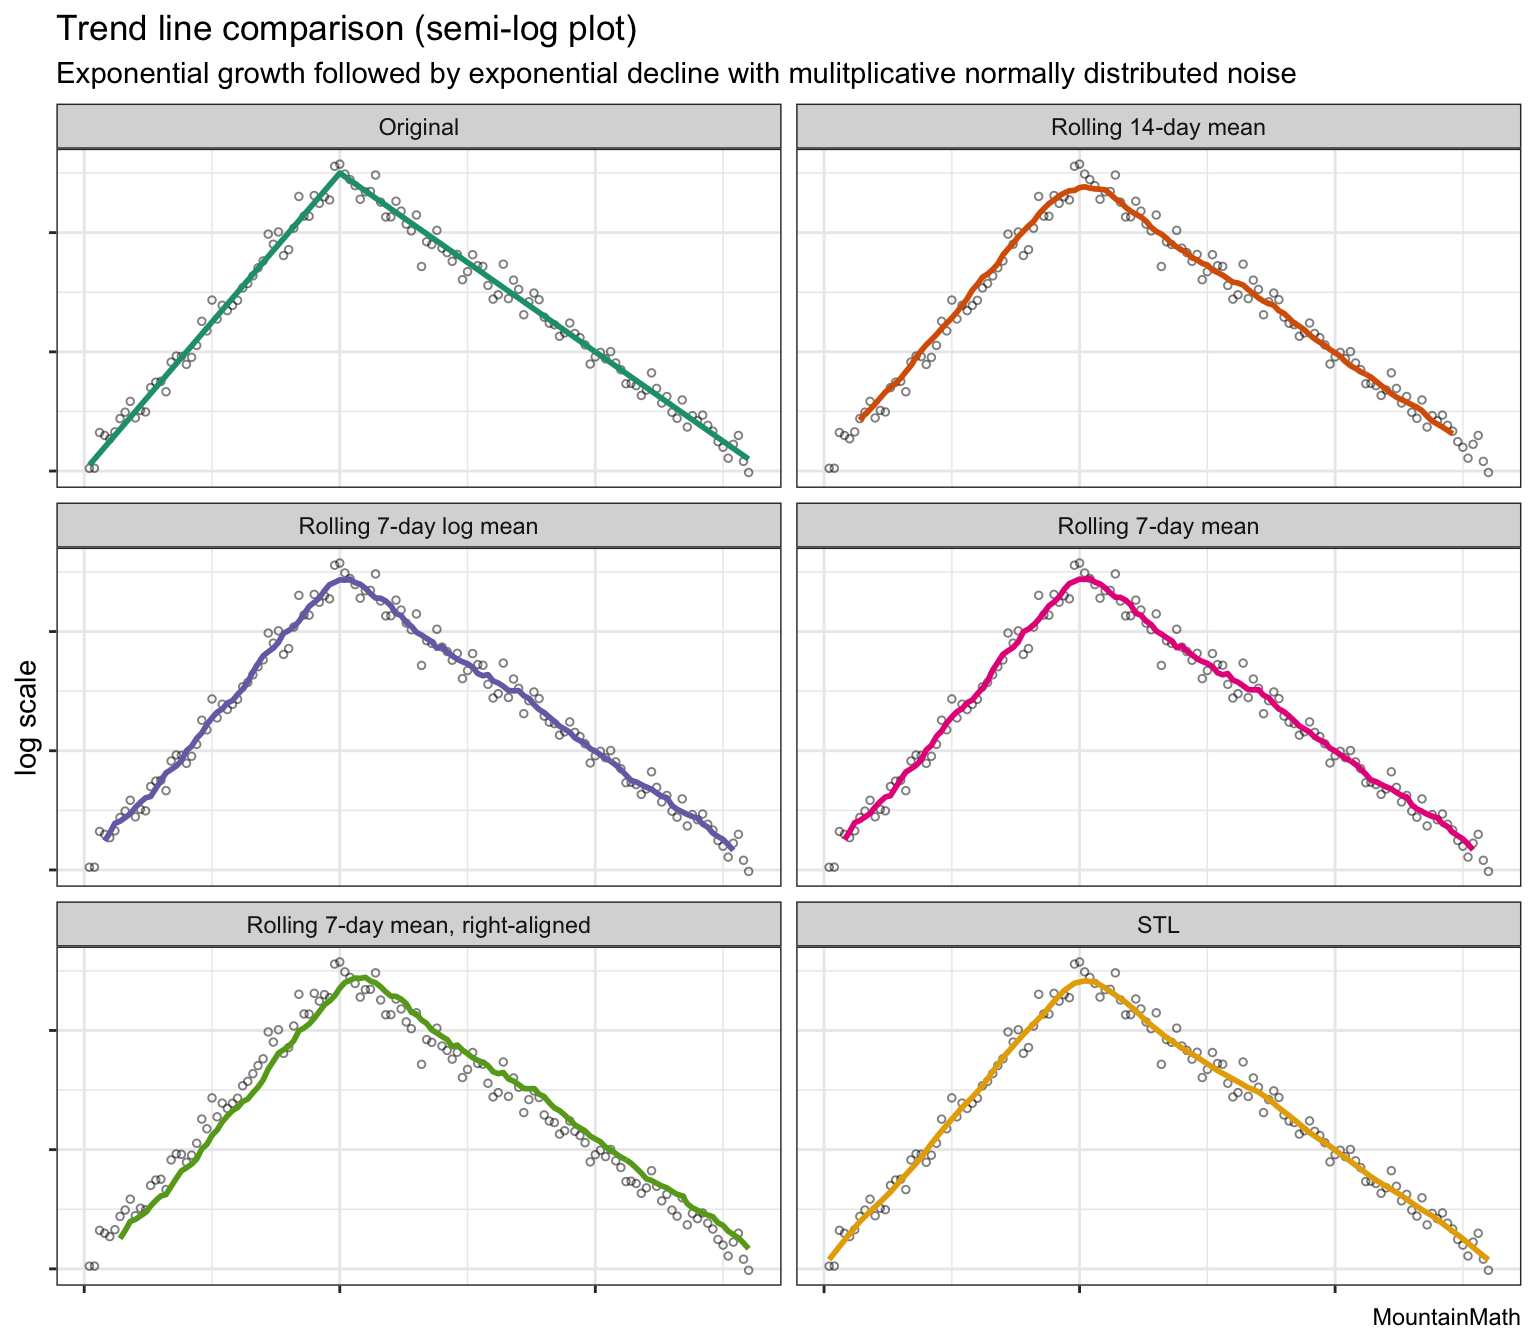 Trend line comparison (semi-log plot)
Exponential growth followed by exponential decline with mulitplicative normally distributed noise
Original
Rolling 14-day mean
Rolling 7-day log mean
Rolling 7-day mean
log scale
Rolling 7-day mean, right-aligned
STL
MountainMath